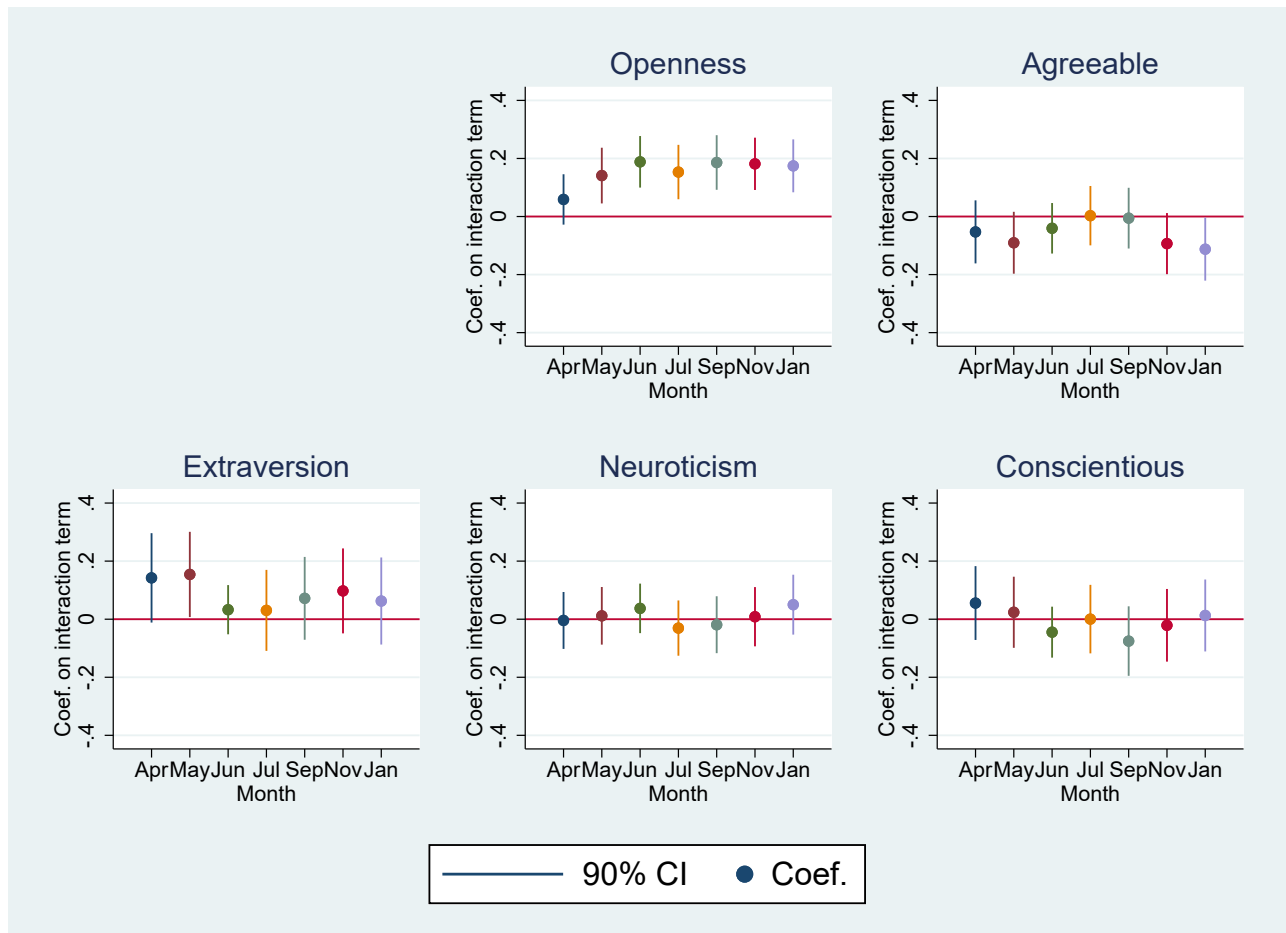 Openness
Coef. on interaction term
.4
.2
0
-.2
-.4
Apr May Jun Jul Sep Nov Jan
Month
Agreeable
Coef. on interaction term
.4
.2
0
-.2
-.4
Apr May Jun Jul Sep Nov Jan
Month
Extraversion
Coef. on interaction term
.4
.2
0
-.2
-.4
Apr May Jun Jul Sep Nov Jan
Month
Neuroticism
Coef. on interaction term
.4
.2
0
-.2
-.4
Apr May Jun Jul Sep Nov Jan
Month
Conscientious
Coef. on interaction term
.4
.2
0
-.2
-.4
Apr May Jun Jul Sep Nov Jan
Month
90% CI Coef.